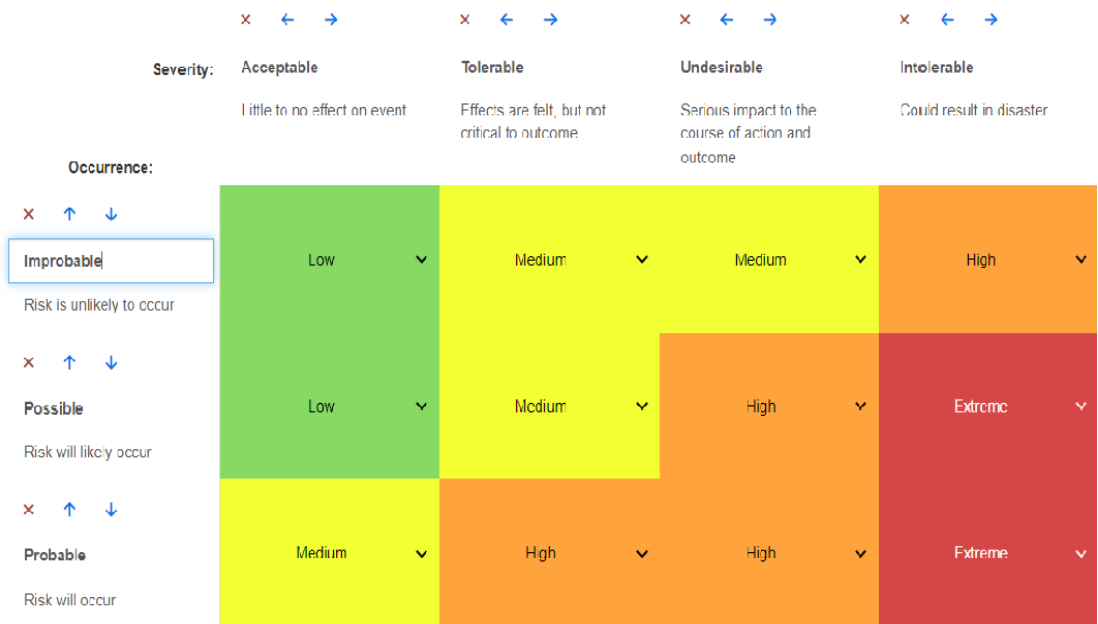 Severity: Acceptable Tolerable Undesirable Intolerable
Little to no effect on event
Effects are felt, but not
critical to outcome
Serious impact to the
course of action and
outcome
Could result in disaster
Occurrence:
Improbable Low Medium Medium High
Risk is unlikely to occur
Possible Low Medium High Extreme
Risk will likely occur
Probable Medium High High Extreme
Risk will occur